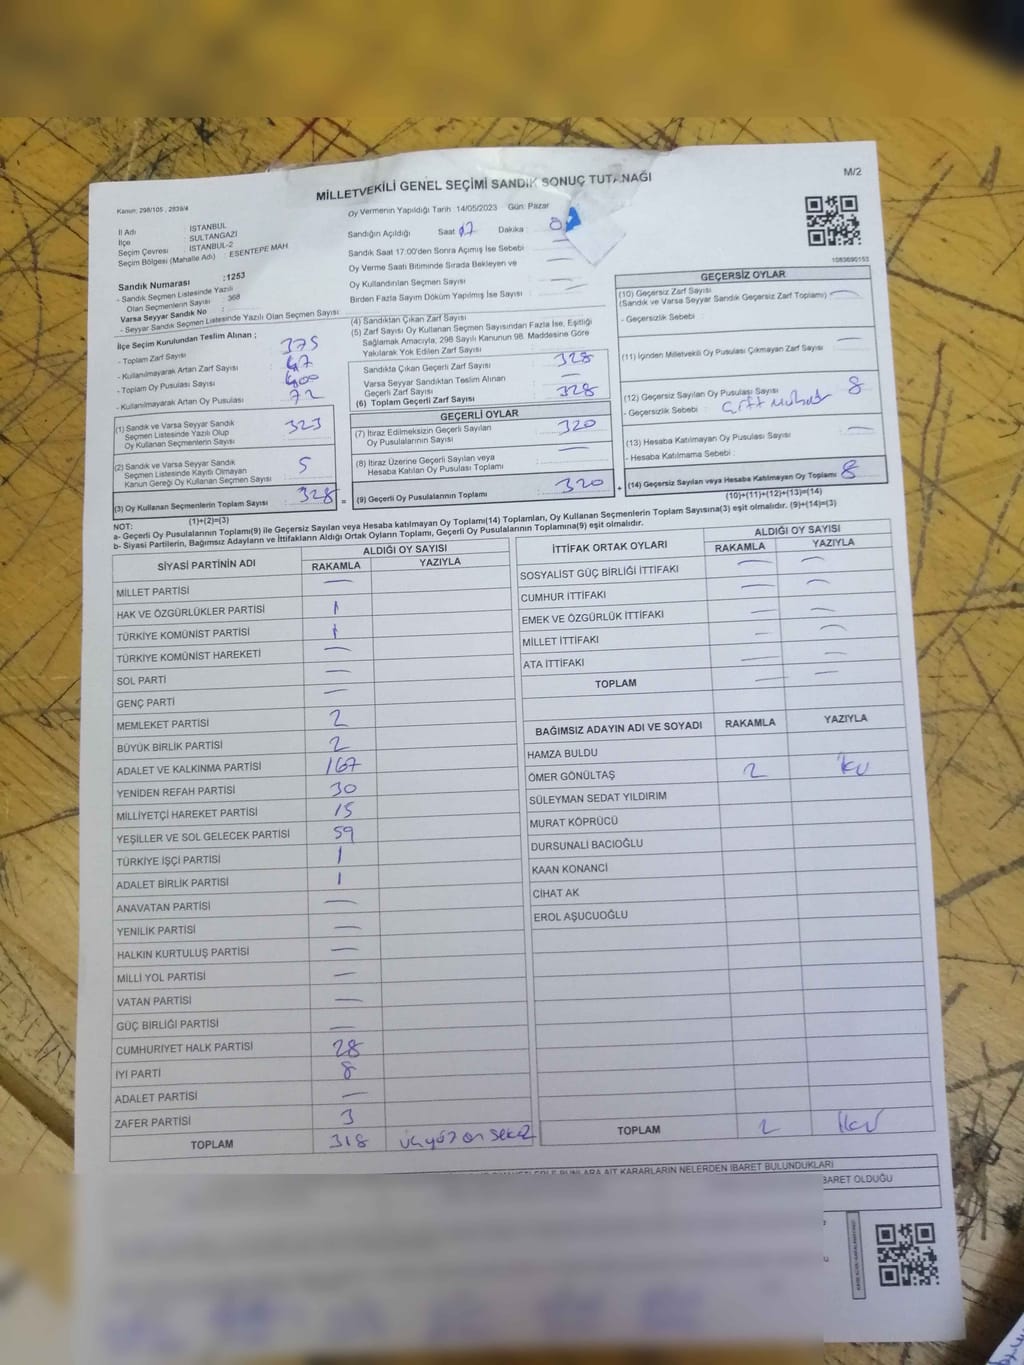 MİLLETVEKİLİ GENEL SEÇİMİ SANDIK SONUÇ TUTANAĞI
M/2
Kanun: 298/105 , 2839/4
İl Adı : İSTANBUL
İlçe : SULTANGAZİ
Seçim Çevresi : İSTANBUL-2
Seçim Bölgesi (Mahalle Adı) : ESENTEPE MAH
Sandık Numarası :1253
- Sandık Seçmen Listesinde Yazılı
Olan Seçmenlerin Sayısı : 368
Varsa Seyyar Sandık No :
- Seyyar Sandık Seçmen Listesinde Yazılı Olan Seçmen Sayısı :
İlçe Seçim Kurulundan Teslim Alınan ;
- Toplam Zarf Sayısı : 375
- Kullanılmayarak Artan Zarf Sayısı : 47
- Toplam Oy Pusulası Sayısı : 400
- Kullanılmayarak Artan Oy Pusulası : 72
(1) Sandık ve Varsa Seyyar Sandık
Seçmen Listesinde Yazılı Olup
Oy Kullanan Seçmenlerin Sayısı : 323
(2) Sandık ve Varsa Seyyar Sandık
Seçmen Listesinde Kayıtlı Olmayan
Kanun Gereği Oy Kullanan Seçmen Sayısı : 5
(3) Oy Kullanan Seçmenlerin Toplam Sayısı : 328 =
(1)+(2)=(3)
Oy Vermenin Yapıldığı Tarih 14/05/2023 Gün: Pazar
Sandığın Açıldığı Saat 17 Dakika :
Sandık Saat 17:00'den Sonra Açılmış İse Sebebi :
Oy Verme Saati Bitiminde Sırada Bekleyen ve
Oy Kullandırılan Seçmen Sayısı :
Birden Fazla Sayım Döküm Yapılmış İse Sayısı :
(4) Sandıktan Çıkan Zarf Sayısı :
(5) Zarf Sayısı Oy Kullanan Seçmen Sayısından Fazla İse, Eşitliği
Sağlamak Amacıyla, 298 Sayılı Kanunun 98. Maddesine Göre
Yakılarak Yok Edilen Zarf Sayısı :
Sandıkta Çıkan Geçerli Zarf Sayısı : 328
Varsa Seyyar Sandıktan Teslim Alınan
Geçerli Zarf Sayısı :
(6) Toplam Geçerli Zarf Sayısı : 328
GEÇERLİ OYLAR
(7) İtiraz Edilmeksizin Geçerli Sayılan
Oy Pusulalarının Sayısı : 320
(8) İtiraz Üzerine Geçerli Sayılan veya
Hesaba Katılan Oy Pusulası Toplamı :
(9) Geçerli Oy Pusulalarının Toplamı : 320 +
1083690153
GEÇERSİZ OYLAR
(10) Geçersiz Zarf Sayısı
(Sandık ve Varsa Seyyar Sandık Geçersiz Zarf Toplamı) :
- Geçersizlik Sebebi :
(11) İçinden Milletvekili Oy Pusulası Çıkmayan Zarf Sayısı :
(12) Geçersiz Sayılan Oy Pusulası Sayısı : 8
- Geçersizlik Sebebi :
(13) Hesaba Katılmayan Oy Pusulası Sayısı :
- Hesaba Katılmama Sebebi :
(14) Geçersiz Sayılan veya Hesaba Katılmayan Oy Toplamı : 8
(10)+(11)+(12)+(13)=(14)
NOT:
a- Geçerli Oy Pusulalarının Toplamı(9) ile Geçersiz Sayılan veya Hesaba katılmayan Oy Toplamı(14) Toplamları, Oy Kullanan Seçmenlerin Toplam Sayısına(3) eşit olmalıdır. (9)+(14)=(3)
b- Siyasi Partilerin, Bağımsız Adayların ve İttifakların Aldığı Ortak Oyların Toplamı, Geçerli Oy Pusulalarının Toplamına(9) eşit olmalıdır.
SİYASİ PARTİNİN ADI
ALDIĞI OY SAYISI
RAKAMLA YAZIYLA
MİLLET PARTİSİ —
HAK VE ÖZGÜRLÜKLER PARTİSİ 1
TÜRKİYE KOMÜNİST PARTİSİ 1
TÜRKİYE KOMÜNİST HAREKETİ —
SOL PARTİ —
GENÇ PARTİ —
MEMLEKET PARTİSİ 2
BÜYÜK BİRLİK PARTİSİ 2
ADALET VE KALKINMA PARTİSİ 167
YENİDEN REFAH PARTİSİ 30
MİLLİYETÇİ HAREKET PARTİSİ 15
YEŞİLLER VE SOL GELECEK PARTİSİ 59
TÜRKİYE İŞÇİ PARTİSİ 1
ADALET BİRLİK PARTİSİ 1
ANAVATAN PARTİSİ —
YENİLİK PARTİSİ —
HALKIN KURTULUŞ PARTİSİ —
MİLLİ YOL PARTİSİ —
VATAN PARTİSİ —
GÜÇ BİRLİĞİ PARTİSİ —
CUMHURİYET HALK PARTİSİ 28
İYİ PARTİ 8
ADALET PARTİSİ —
ZAFER PARTİSİ 3
TOPLAM 318 üçyüz on sekiz
İTTİFAK ORTAK OYLARI
ALDIĞI OY SAYISI
RAKAMLA YAZIYLA
SOSYALİST GÜÇ BİRLİĞİ İTTİFAKI — —
CUMHUR İTTİFAKI — —
EMEK VE ÖZGÜRLÜK İTTİFAKI — —
MİLLET İTTİFAKI — —
ATA İTTİFAKI — —
TOPLAM — —
BAĞIMSIZ ADAYIN ADI VE SOYADI RAKAMLA YAZIYLA
HAMZA BULDU
ÖMER GÖNÜLTAŞ 2 iki
SÜLEYMAN SEDAT YILDIRIM
MURAT KÖPRÜCÜ
DURSUNALİ BACIOĞLU
KAAN KONANCİ
CİHAT AK
EROL AŞUCUOĞLU
TOPLAM 2 iki
BUNLARA AİT KARARLARIN NELERDEN İBARET BULUNDUKLARI
BARET OLDUĞU